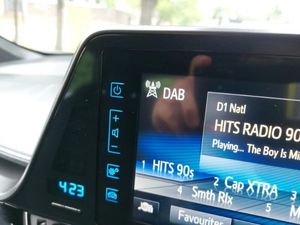 DAB
D1 Natl
HITS RADIO 90
Playing... The Boy Is Mi
1 HITS 90s
2 Cap XTRA
4 Smth Rlx
5
Favourites
4:23